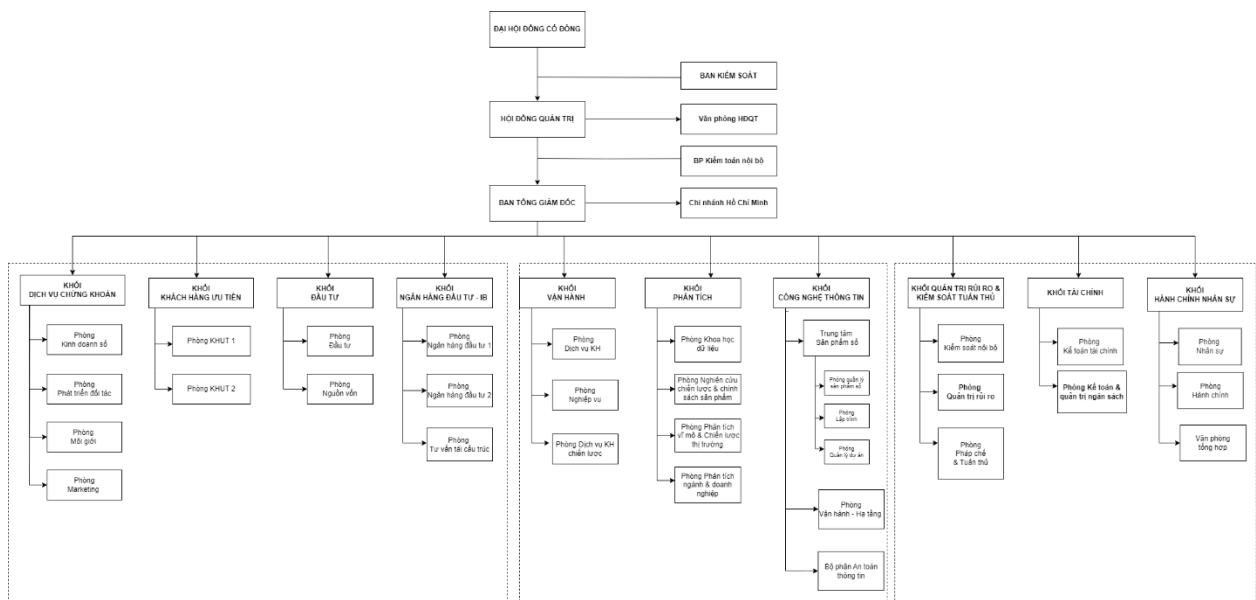 ĐẠI HỘI ĐỒNG CỔ ĐÔNG
BAN KIỂM SOÁT
HỘI ĐỒNG QUẢN TRỊ
Văn phòng HĐQT
BP Kiểm toán nội bộ
BAN TỔNG GIÁM ĐỐC
Chi nhánh Hồ Chí Minh
KHỐI
DỊCH VỤ CHỨNG KHOÁN
Phòng
Kinh doanh số
Phòng
Phát triển đối tác
Phòng
Môi giới
Phòng
Marketing
KHỐI
KHÁCH HÀNG ƯU TIÊN
Phòng KHUT 1
Phòng KHUT 2
KHỐI
ĐẦU TƯ
Phòng
Đầu tư
Phòng
Nguồn vốn
KHỐI
NGÂN HÀNG ĐẦU TƯ - IB
Phòng
Ngân hàng đầu tư 1
Phòng
Ngân hàng đầu tư 2
Phòng
Tư vấn tái cấu trúc
KHỐI
VẬN HÀNH
Phòng
Dịch vụ KH
Phòng
Nghiệp vụ
Phòng Dịch vụ KH
chiến lược
KHỐI
PHÂN TÍCH
Phòng Khoa học
dữ liệu
Phòng Nghiên cứu
chiến lược & chính
sách sản phẩm
Phòng Phân tích
vĩ mô & Chiến lược
thị trường
Phòng Phân tích
ngành & doanh
nghiệp
KHỐI
CÔNG NGHỆ THÔNG TIN
Trung tâm
Sản phẩm số
Phòng quản lý
sản phẩm số
Phòng
Lập trình
Phòng
Quản lý dự án
Phòng
Vận hành - Hạ tầng
Bộ phận An toàn
thông tin
KHỐI QUẢN TRỊ RỦI RO &
KIỂM SOÁT TUÂN THỦ
Phòng
Kiểm soát nội bộ
Phòng
Quản trị rủi ro
Phòng
Pháp chế
& Tuân thủ
KHỐI TÀI CHÍNH
Phòng
Kế toán tài chính
Phòng Kế toán &
quản trị ngân sách
KHỐI
HÀNH CHÍNH NHÂN SỰ
Phòng
Nhân sự
Phòng
Hành chính
Văn phòng
tổng hợp